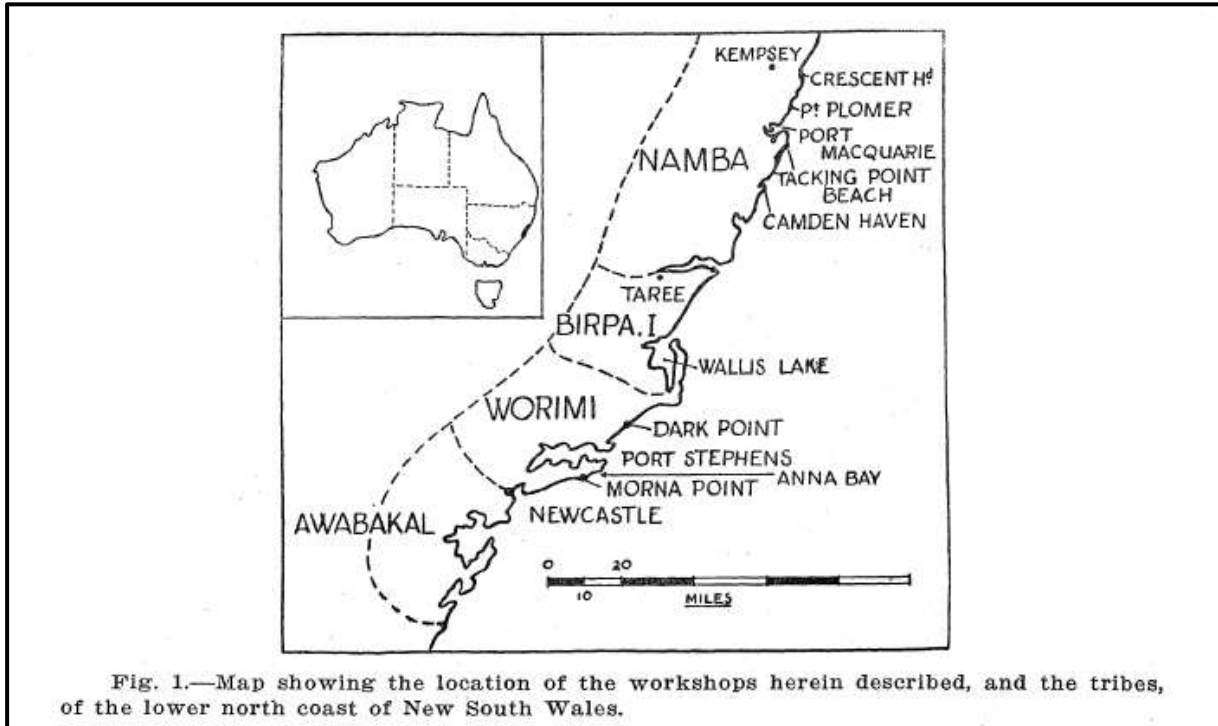 KEMPSEY
CRESCENT Hd.
Pt PLOMER
PORT
MACQUARIE
NAMBA
TACKING POINT
BEACH
CAMDEN HAVEN
TAREE
BIRPA.I
WALLIS LAKE
WORIMI
DARK POINT
PORT STEPHENS
ANNA BAY
MORNA POINT
AWABAKAL
NEWCASTLE
0 20
10
MILES
Fig. 1.—Map showing the location of the workshops herein described, and the tribes,
of the lower north coast of New South Wales.